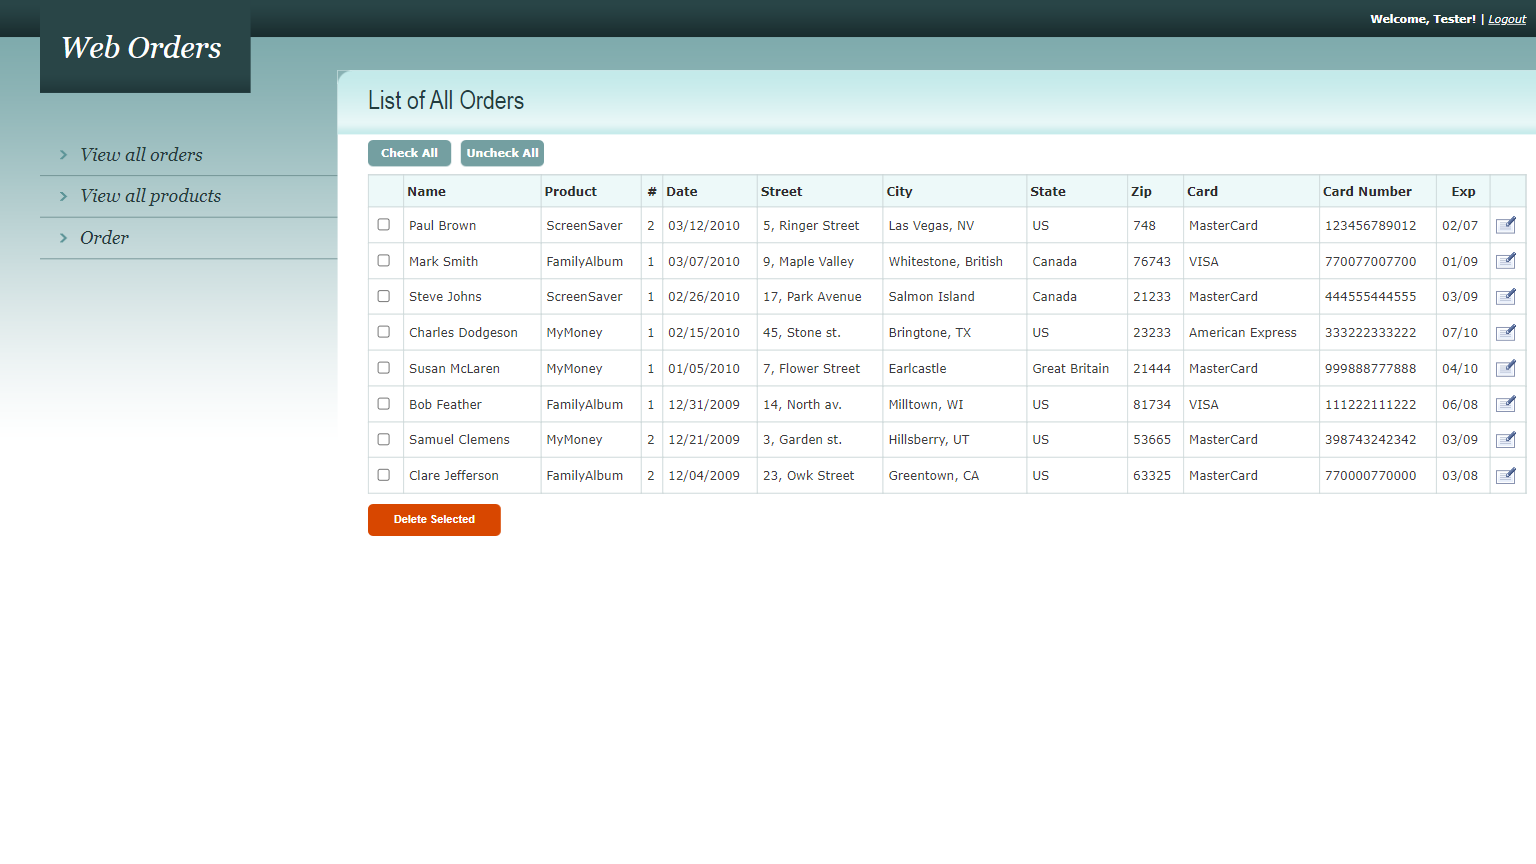 Welcome, Tester! | Logout
Web Orders
View all orders
View all products
Order
List of All Orders
Check All Uncheck All
Name Product # Date Street City State Zip Card Card Number Exp
Paul Brown ScreenSaver 2 03/12/2010 5, Ringer Street Las Vegas, NV US 748 MasterCard 123456789012 02/07
Mark Smith FamilyAlbum 1 03/07/2010 9, Maple Valley Whitestone, British Canada 76743 VISA 770077007700 01/09
Steve Johns ScreenSaver 1 02/26/2010 17, Park Avenue Salmon Island Canada 21233 MasterCard 444555444555 03/09
Charles Dodgeson MyMoney 1 02/15/2010 45, Stone st. Bringtone, TX US 23233 American Express 333222333222 07/10
Susan McLaren MyMoney 1 01/05/2010 7, Flower Street Earlcastle Great Britain 21444 MasterCard 999888777888 04/10
Bob Feather FamilyAlbum 1 12/31/2009 14, North av. Milltown, WI US 81734 VISA 111222111222 06/08
Samuel Clemens MyMoney 2 12/21/2009 3, Garden st. Hillsberry, UT US 53665 MasterCard 398743242342 03/09
Clare Jefferson FamilyAlbum 2 12/04/2009 23, Owk Street Greentown, CA US 63325 MasterCard 770000770000 03/08
Delete Selected